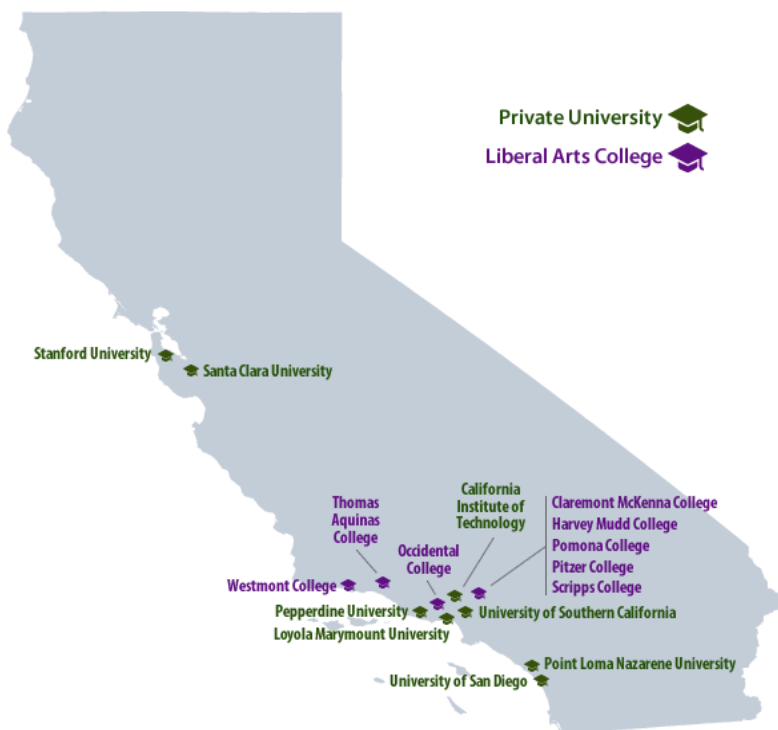 Private University
Liberal Arts College
Stanford University
Santa Clara University
California
Institute of
Technology
Thomas
Aquinas
College
Claremont McKenna College
Harvey Mudd College
Pomona College
Pitzer College
Scripps College
Occidental
College
Westmont College
Pepperdine University
University of Southern California
Loyola Marymount University
Point Loma Nazarene University
University of San Diego